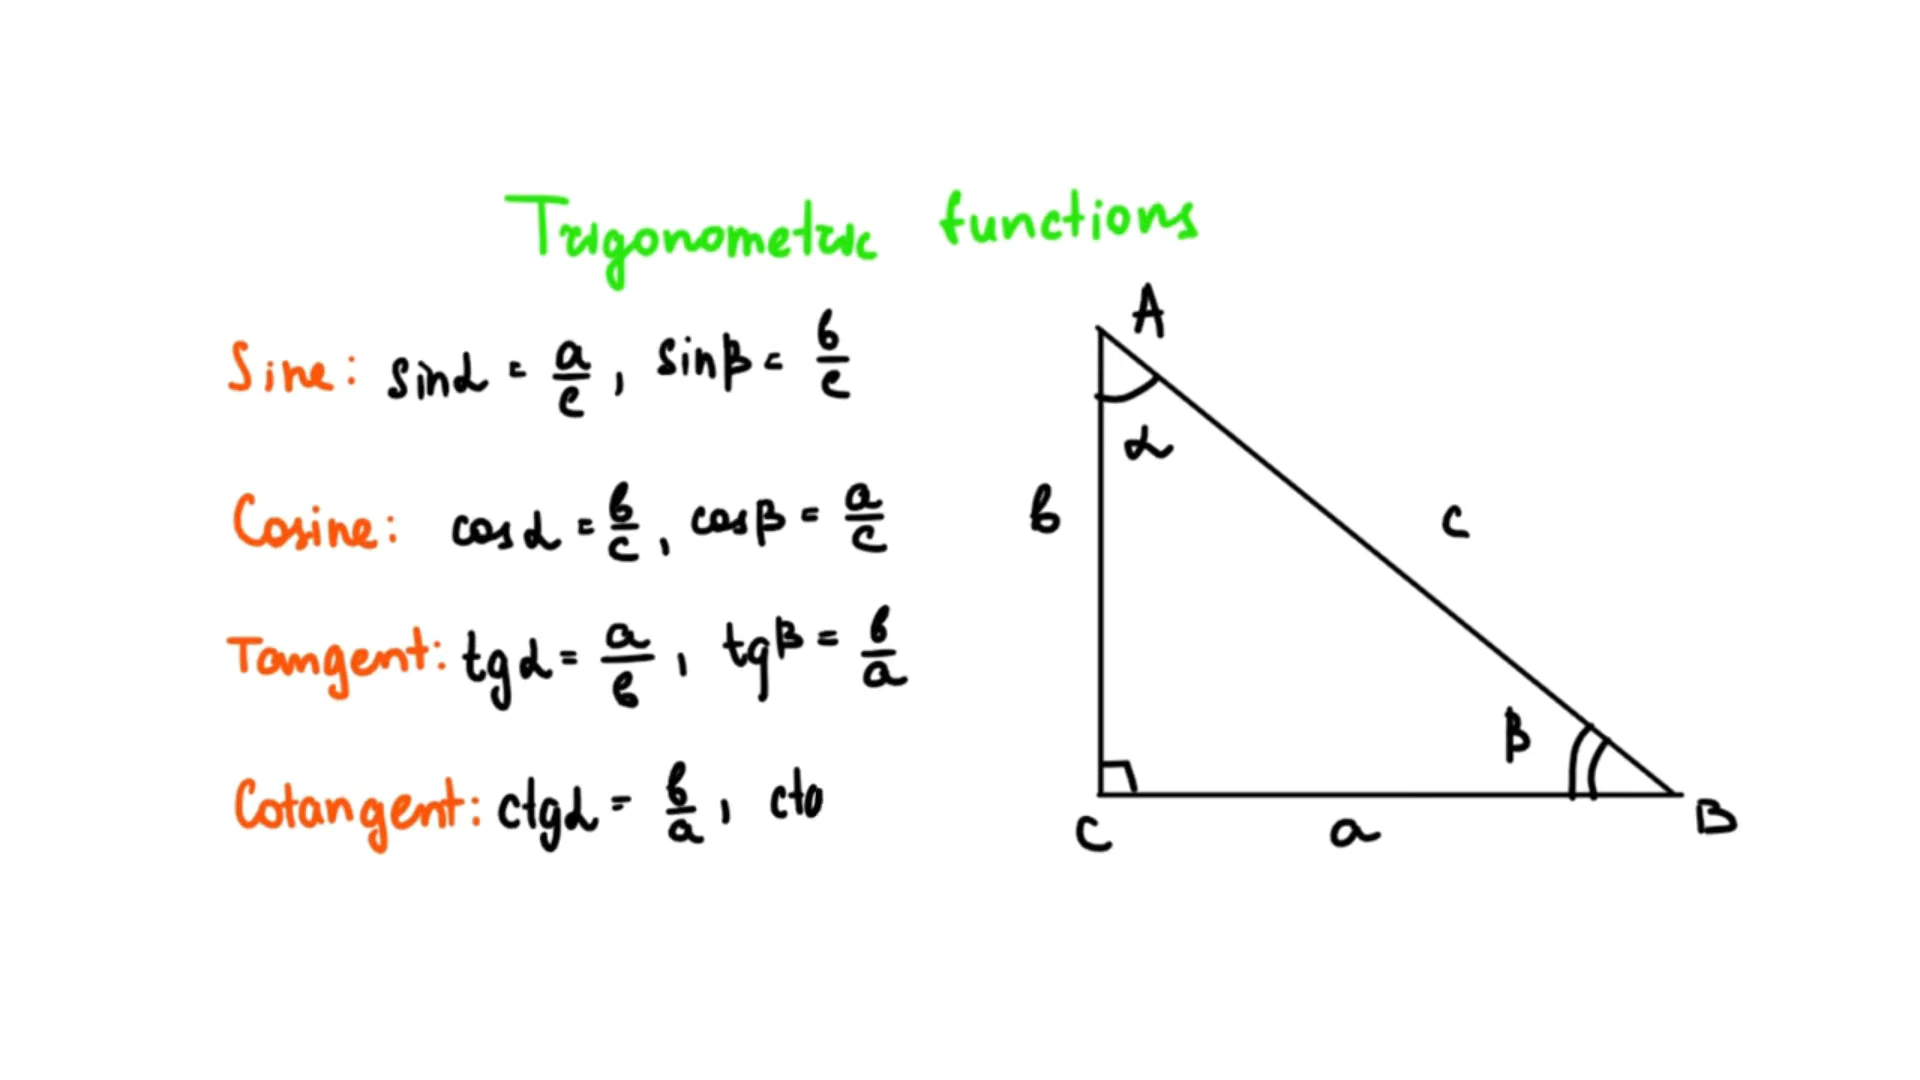 Trigonometric functions
Sine: sinα = a/c, sinβ = b/c
Cosine: cosα = b/c, cosβ = a/c
Tangent: tgα = a/b, tgβ = b/a
Cotangent: ctgα = b/a, cto
A
α
b
c
β
C
a
B